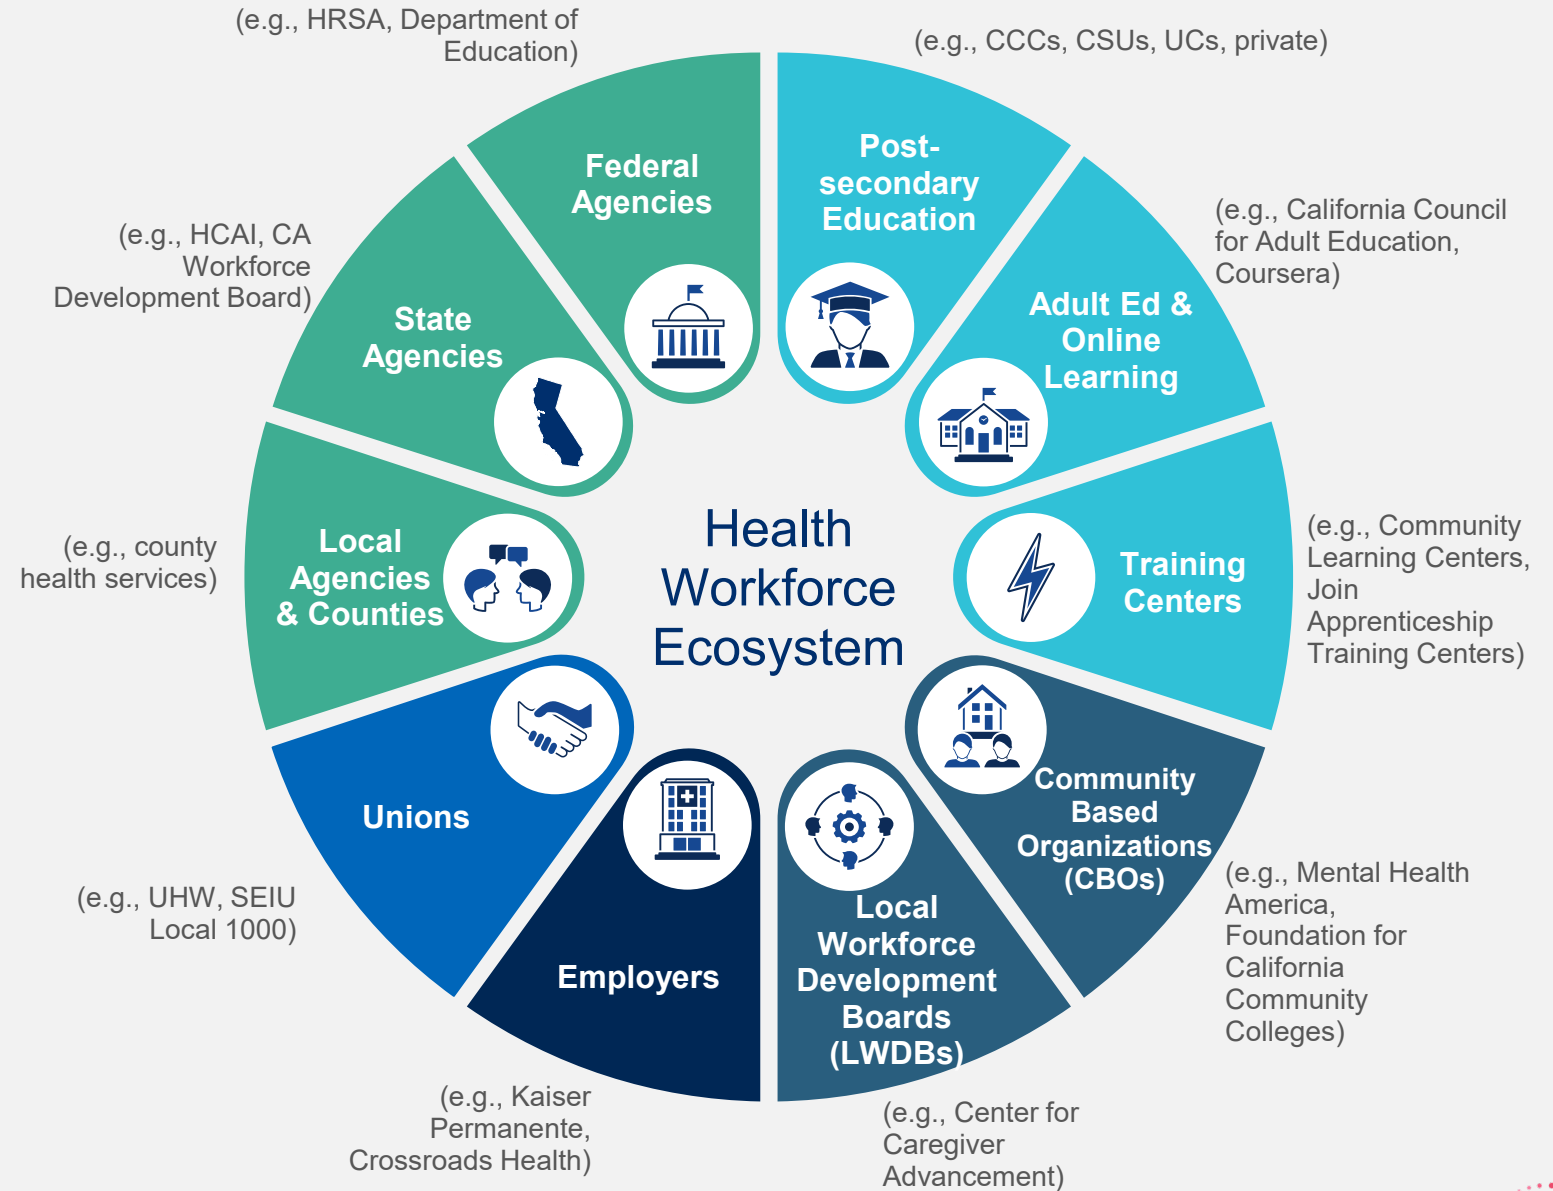 (e.g., HRSA, Department of
Education)
(e.g., CCCs, CSUs, UCs, private)
Federal
Agencies
Post-
secondary
Education
(e.g., HCAI, CA
Workforce
Development Board)
State
Agencies
Adult Ed &
Online
Learning
(e.g., California Council
for Adult Education,
Coursera)
(e.g., county
health services)
Local
Agencies
& Counties
Health
Workforce
Ecosystem
Training
Centers
(e.g., Community
Learning Centers,
Join
Apprenticeship
Training Centers)
Unions
(e.g., UHW, SEIU
Local 1000)
Employers
(e.g., Kaiser
Permanente,
Crossroads Health)
Local
Workforce
Development
Boards
(LWDBs)
(e.g., Center for
Caregiver
Advancement)
Community
Based
Organizations
(CBOs)
(e.g., Mental Health
America,
Foundation for
California
Community
Colleges)